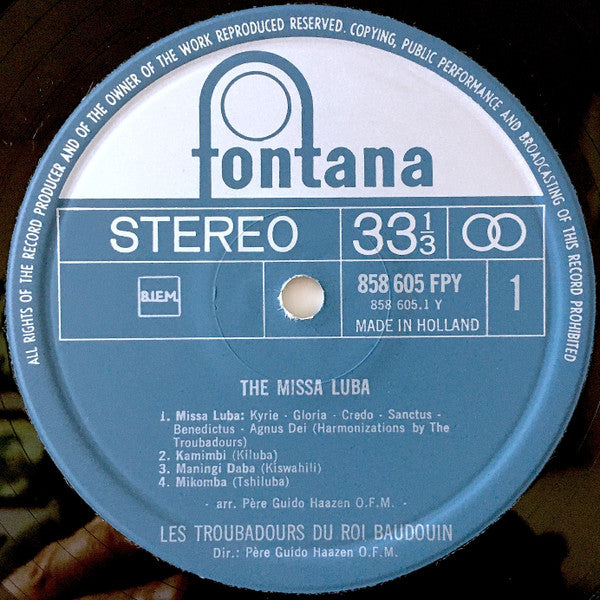 ALL RIGHTS OF THE RECORD PRODUCER AND OF THE OWNER OF THE WORK REPRODUCED RESERVED. COPYING, PUBLIC PERFORMANCE AND BROADCASTING OF THIS RECORD PROHIBITED
fontana
STEREO 33 1/3
B.I.E.M. 858 605 FPY 1
858 605.1 Y
MADE IN HOLLAND
THE MISSA LUBA
1. Missa Luba: Kyrie - Gloria - Credo - Sanctus -
Benedictus - Agnus Dei (Harmonizations by The
Troubadours)
2. Kamimbi (Kiluba)
3. Maningi Daba (Kiswahili)
4. Mikomba (Tshiluba)
- arr. Père Guido Haazen O.F.M. -
LES TROUBADOURS DU ROI BAUDOUIN
Dir.: Père Guido Haazen O.F.M.